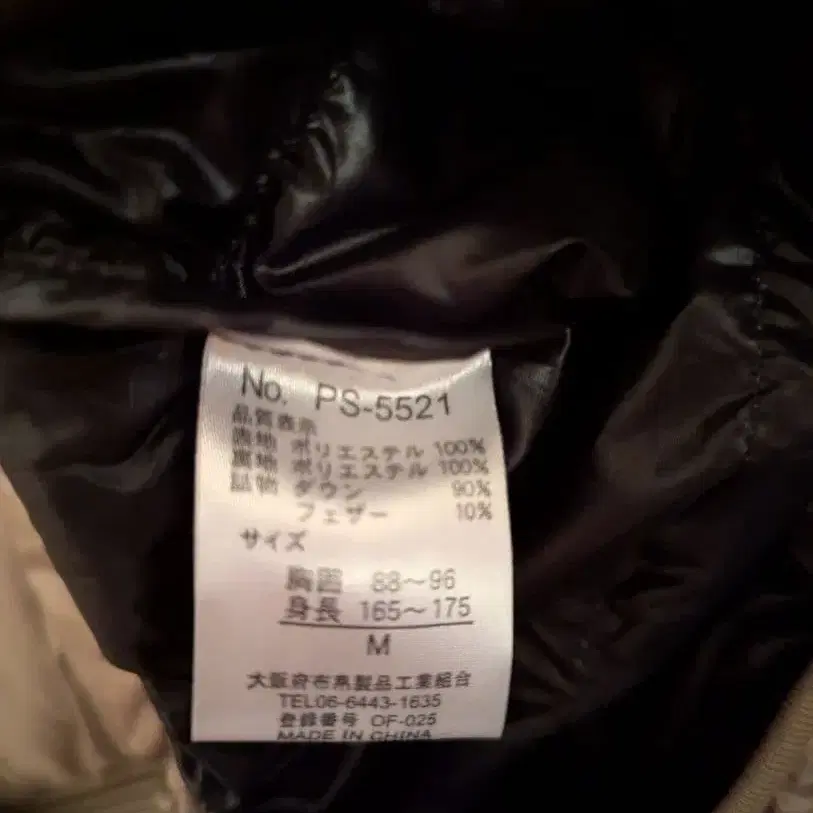 No. PS-5521
品質表示
表地 ポリエステル 100%
裏地 ポリエステル 100%
詰物 ダウン 90%
フェザー 10%
サイズ
胸囲 88～96
身長 165～175
M
大阪府布帛製品工業組合
TEL06-6443-1635
登録番号 OF-025
MADE IN CHINA